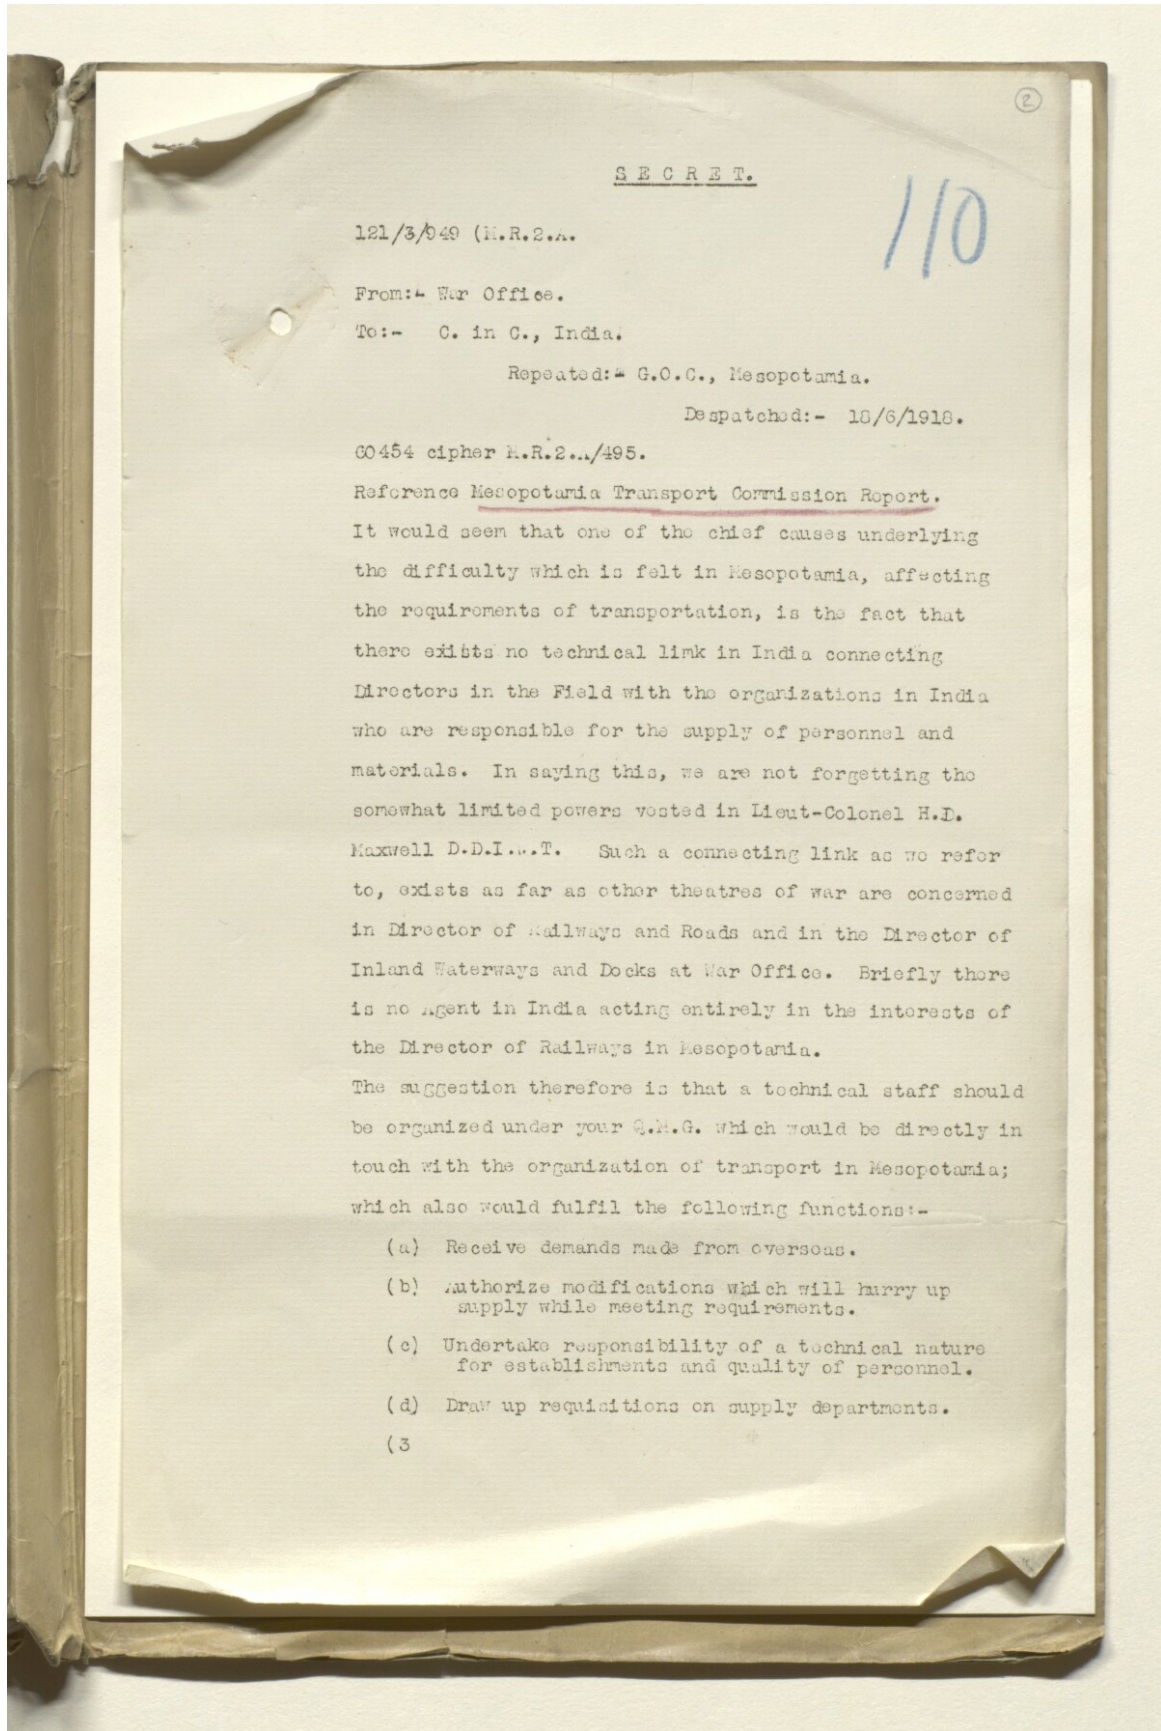 2
S E C R E T.
110
121/3/949 (M.R.2.A.
From:- War Office.
To:- C. in C., India.
Repeated:- G.O.C., Mesopotamia.
Despatched:- 18/6/1918.
60454 cipher M.R.2.A/495.
Reference Mesopotamia Transport Commission Report.
It would seem that one of the chief causes underlying
the difficulty which is felt in Mesopotamia, affecting
the requirements of transportation, is the fact that
there exists no technical link in India connecting
Directors in the Field with the organizations in India
who are responsible for the supply of personnel and
materials. In saying this, we are not forgetting the
somewhat limited powers vested in Lieut-Colonel H.D.
Maxwell D.D.I.W.T. Such a connecting link as we refer
to, exists as far as other theatres of war are concerned
in Director of Railways and Roads and in the Director of
Inland Waterways and Docks at War Office. Briefly there
is no Agent in India acting entirely in the interests of
the Director of Railways in Mesopotamia.
The suggestion therefore is that a technical staff should
be organized under your Q.M.G. which would be directly in
touch with the organization of transport in Mesopotamia;
which also would fulfil the following functions:-
(a) Receive demands made from overseas.
(b) Authorize modifications which will hurry up
supply while meeting requirements.
(c) Undertake responsibility of a technical nature
for establishments and quality of personnel.
(d) Draw up requisitions on supply departments.
(3